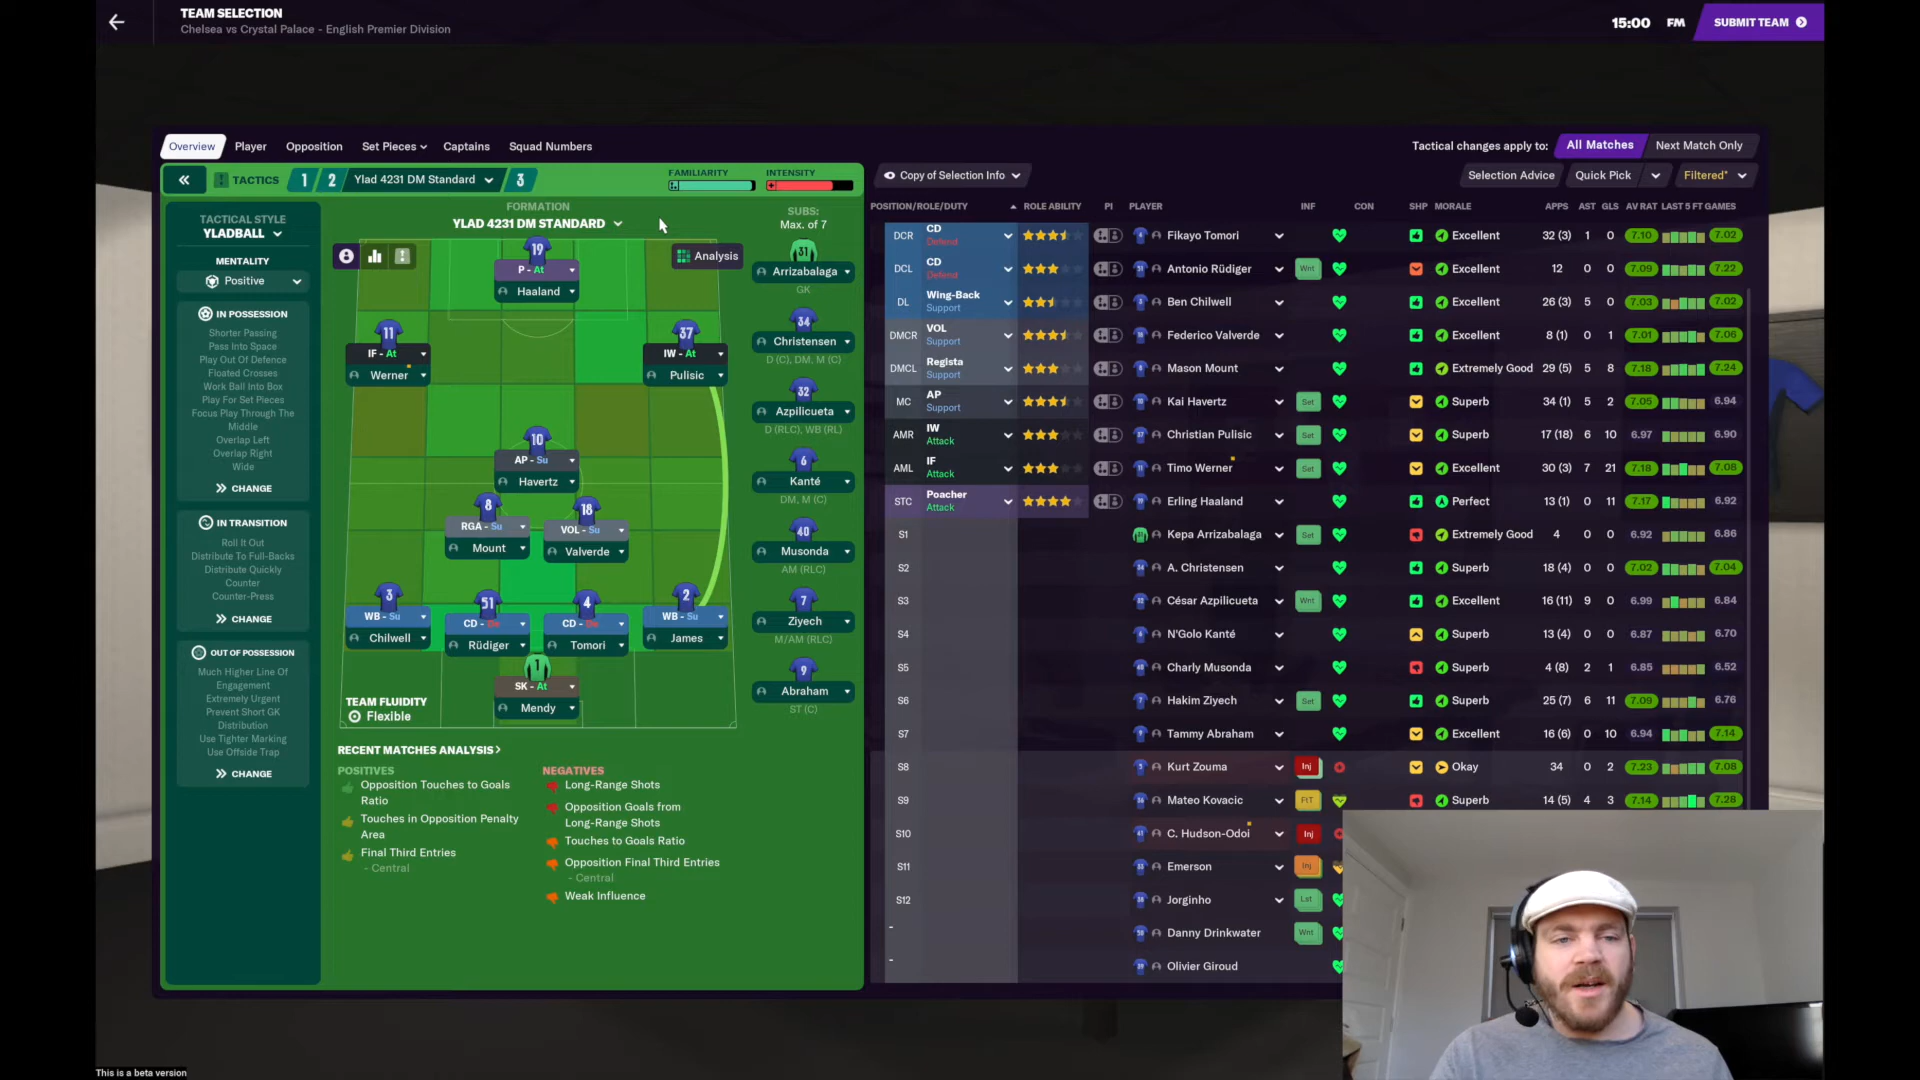 TEAM SELECTION
Chelsea vs Crystal Palace - English Premier Division
15:00 FM SUBMIT TEAM
Overview Player Opposition Set Pieces Captains Squad Numbers
Tactical changes apply to: All Matches Next Match Only
TACTICS 1 2 Ylad 4231 DM Standard 3
FAMILIARITY INTENSITY
Copy of Selection Info
Selection Advice Quick Pick Filtered*
TACTICAL STYLE
YLADBALL
MENTALITY
Positive
IN POSSESSION
Shorter Passing
Pass Into Space
Play Out Of Defence
Floated Crosses
Work Ball Into Box
Play For Set Pieces
Focus Play Through The
Middle
Overlap Left
Overlap Right
Wide
CHANGE
IN TRANSITION
Roll It Out
Distribute To Full-Backs
Distribute Quickly
Counter
Counter-Press
CHANGE
OUT OF POSSESSION
Much Higher Line Of
Engagement
Extremely Urgent
Prevent Short GK
Distribution
Use Tighter Marking
Use Offside Trap
CHANGE
FORMATION
YLAD 4231 DM STANDARD
Analysis
19
P - At
Haaland
11
IF - At
Werner
37
IW - At
Pulisic
10
AP - Su
Havertz
8
RGA - Su
Mount
18
VOL - Su
Valverde
3
WB - Su
Chilwell
51
CD - De
Rüdiger
4
CD - De
Tomori
2
WB - Su
James
1
SK - At
Mendy
TEAM FLUIDITY
Flexible
SUBS:
Max. of 7
31
Arrizabalaga
GK
34
Christensen
D (C), DM, M (C)
32
Azpilicueta
D (RLC), WB (RL)
6
Kanté
DM, M (C)
40
Musonda
AM (RLC)
7
Ziyech
M/AM (RLC)
9
Abraham
ST (C)
RECENT MATCHES ANALYSIS
POSITIVES
Opposition Touches to Goals
Ratio
Touches in Opposition Penalty
Area
Final Third Entries
- Central
NEGATIVES
Long-Range Shots
Opposition Goals from
Long-Range Shots
Touches to Goals Ratio
Opposition Final Third Entries
- Central
Weak Influence
POSITION/ROLE/DUTY ROLE ABILITY PI PLAYER INF CON SHP MORALE APPS AST GLS AV RAT LAST 5 FT GAMES
DCR CD Defend Fikayo Tomori Excellent 32 (3) 1 0 7.10 7.02
DCL CD Defend Antonio Rüdiger Wnt Excellent 12 0 0 7.09 7.22
DL Wing-Back Support Ben Chilwell Excellent 26 (3) 5 0 7.03 7.02
DMCR VOL Support Federico Valverde Excellent 8 (1) 0 1 7.01 7.06
DMCL Regista Support Mason Mount Extremely Good 29 (5) 5 8 7.18 7.24
MC AP Support Kai Havertz Set Superb 34 (1) 5 2 7.05 6.94
AMR IW Attack Christian Pulisic Set Superb 17 (18) 6 10 6.97 6.90
AML IF Attack Timo Werner Set Excellent 30 (3) 7 21 7.18 7.08
STC Poacher Attack Erling Haaland Perfect 13 (1) 0 11 7.17 6.92
S1 Kepa Arrizabalaga Set Extremely Good 4 0 0 6.92 6.86
S2 A. Christensen Superb 18 (4) 0 0 7.02 7.04
S3 César Azpilicueta Wnt Excellent 16 (11) 9 0 6.99 6.84
S4 N'Golo Kanté Superb 13 (4) 0 0 6.87 6.70
S5 Charly Musonda Superb 4 (8) 2 1 6.85 6.52
S6 Hakim Ziyech Set Superb 25 (7) 6 11 7.09 6.76
S7 Tammy Abraham Excellent 16 (6) 0 10 6.94 7.14
S8 Kurt Zouma Inj Okay 34 0 2 7.23 7.08
S9 Mateo Kovacic FIT Superb 14 (5) 4 3 7.14 7.28
S10 C. Hudson-Odoi Inj
S11 Emerson Inj
S12 Jorginho Lst
- Danny Drinkwater Wnt
- Olivier Giroud
This is a beta version